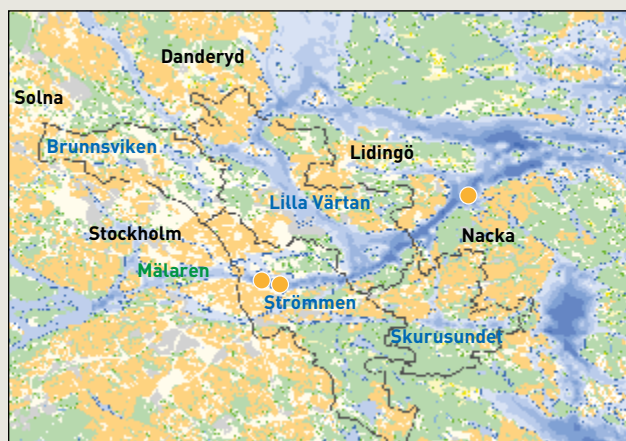 Danderyd
Solna
Brunnsviken
Lidingö
Lilla Värtan
Stockholm
Nacka
Mälaren
Strömmen
Skurusundet